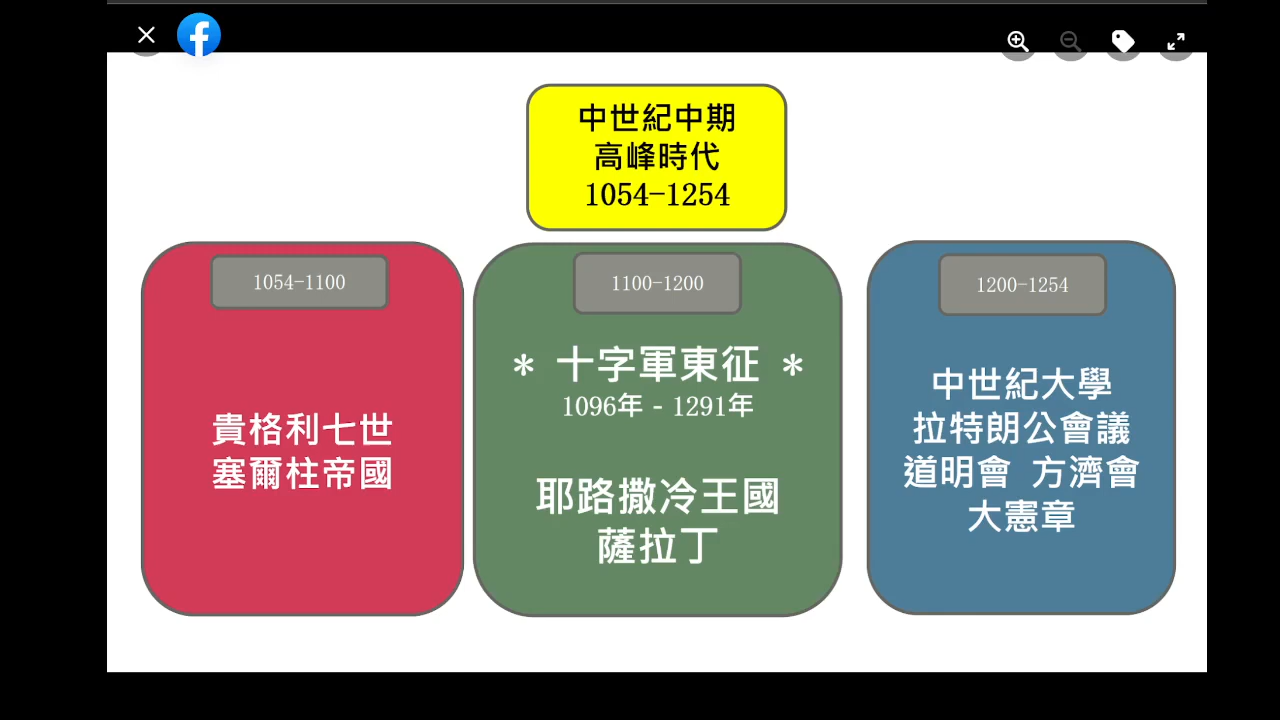 中世紀中期
高峰時代
1054-1254
1054-1100
貴格利七世
塞爾柱帝國
1100-1200
* 十字軍東征 *
1096年 - 1291年
耶路撒冷王國
薩拉丁
1200-1254
中世紀大學
拉特朗公會議
道明會 方濟會
大憲章